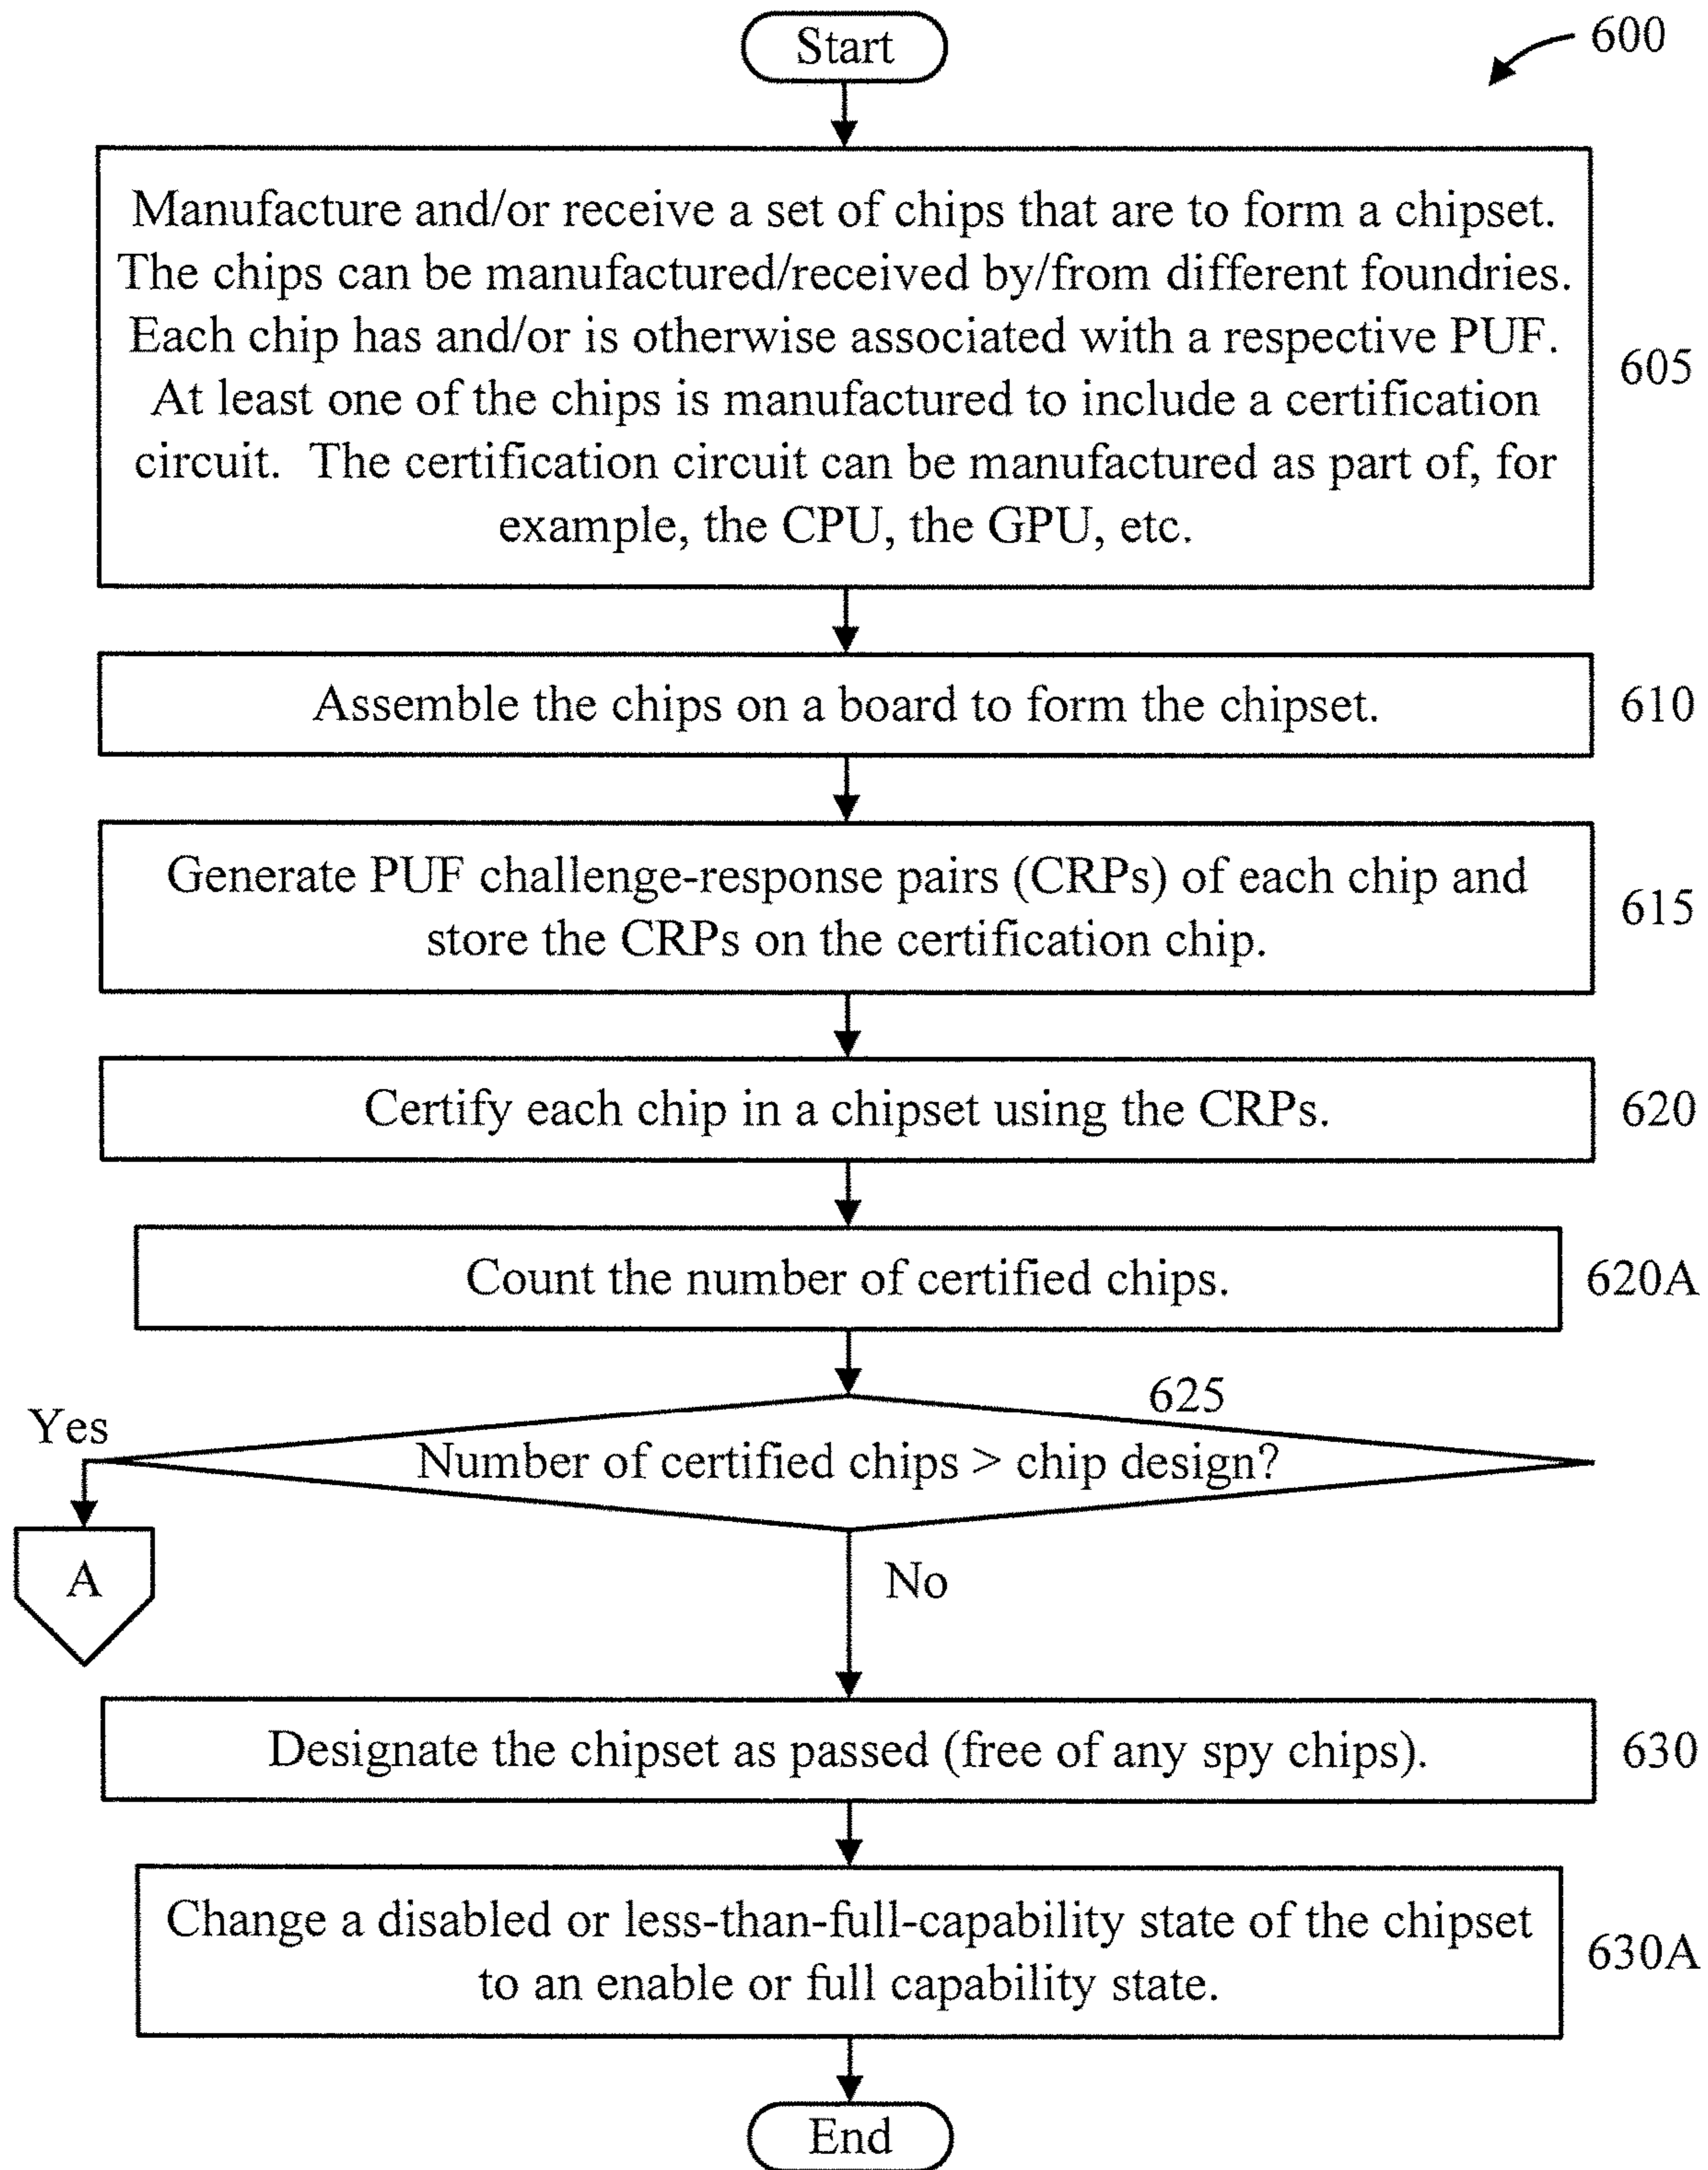 Start
600
Manufacture and/or receive a set of chips that are to form a chipset.
The chips can be manufactured/received by/from different foundries.
Each chip has and/or is otherwise associated with a respective PUF.
At least one of the chips is manufactured to include a certification
circuit.  The certification circuit can be manufactured as part of, for
example, the CPU, the GPU, etc.
605
Assemble the chips on a board to form the chipset.
610
Generate PUF challenge-response pairs (CRPs) of each chip and
store the CRPs on the certification chip.
615
Certify each chip in a chipset using the CRPs.
620
Count the number of certified chips.
620A
625
Yes
Number of certified chips > chip design?
A
No
Designate the chipset as passed (free of any spy chips).
630
Change a disabled or less-than-full-capability state of the chipset
to an enable or full capability state.
630A
End